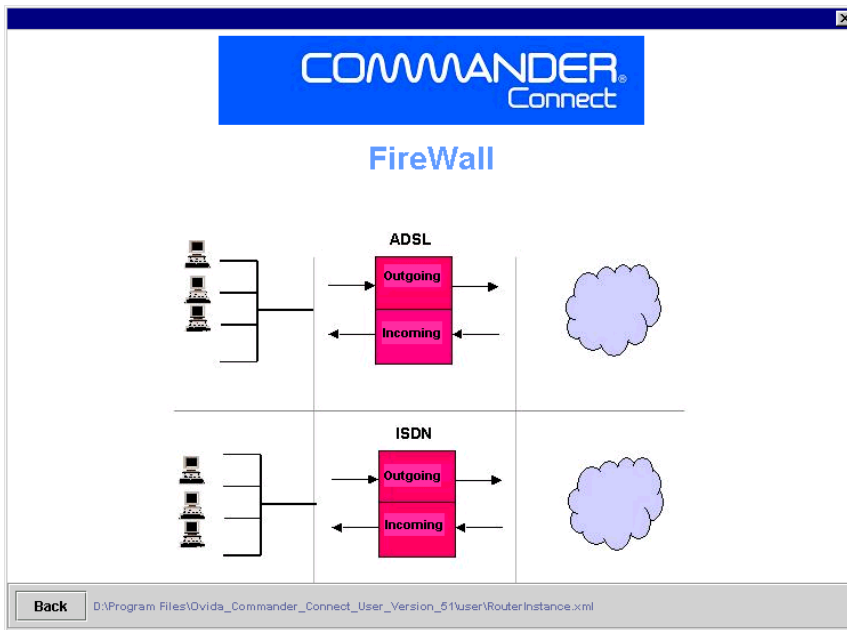 COMMANDER®
Connect
FireWall
ADSL
Outgoing
Incoming
ISDN
Outgoing
Incoming
Back D:\Program Files\Ovida_Commander_Connect_User_Version_51\user\RouterInstance.xml